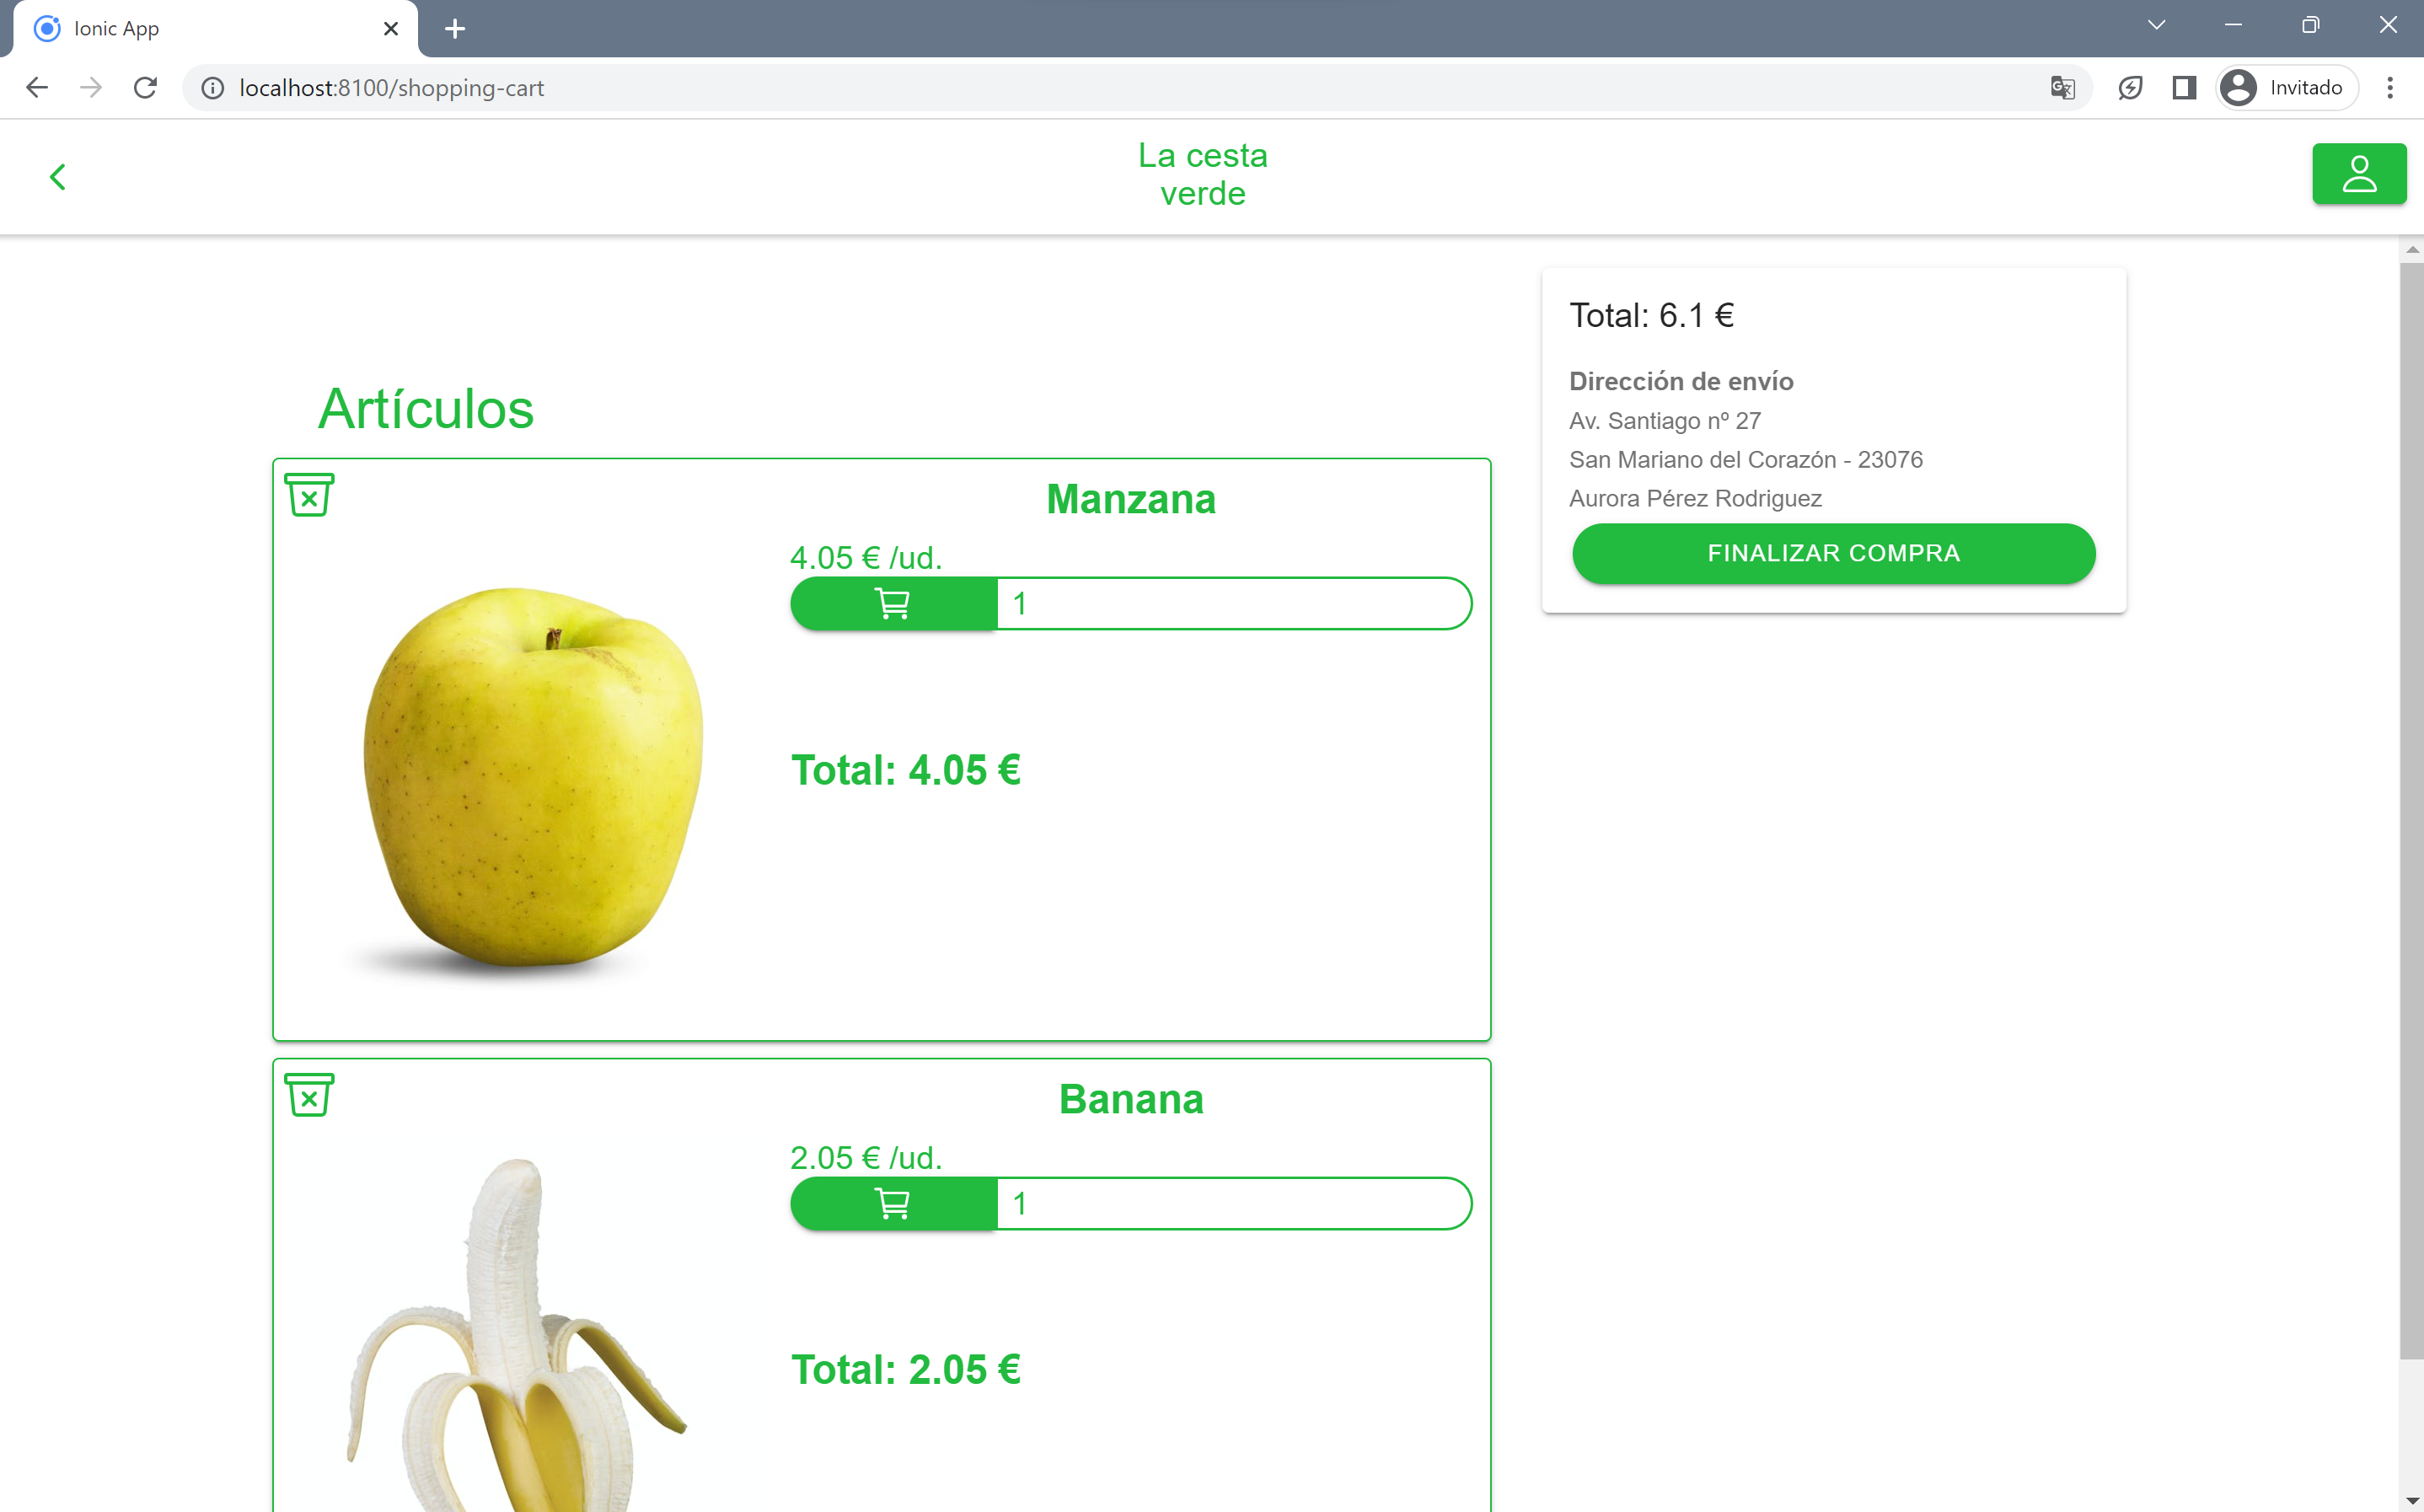 Ionic App
localhost:8100/shopping-cart
Invitado
La cesta
verde
Total: 6.1 €
Dirección de envío
Av. Santiago nº 27
San Mariano del Corazón - 23076
Aurora Pérez Rodriguez
FINALIZAR COMPRA
Artículos
Manzana
4.05 € /ud.
1
Total: 4.05 €
Banana
2.05 € /ud.
1
Total: 2.05 €